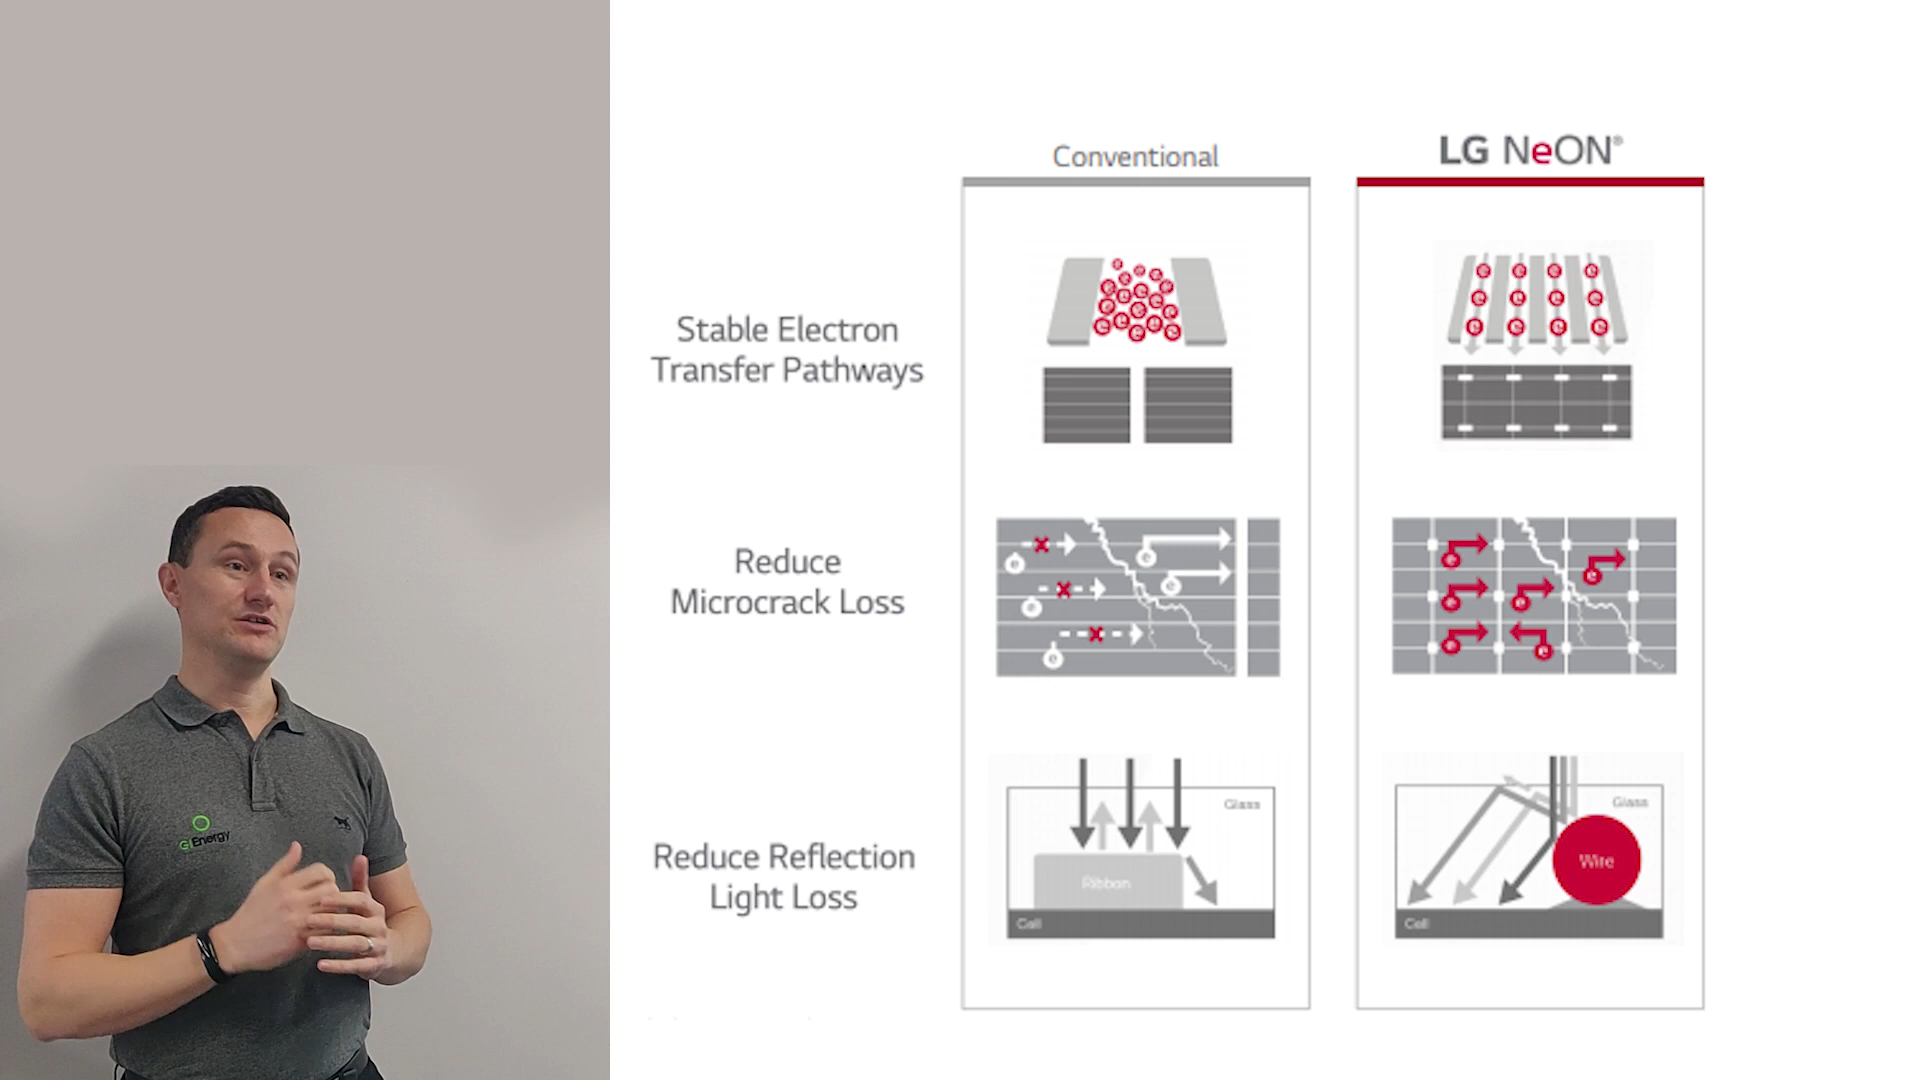 Conventional
LG NeON®
Stable Electron
Transfer Pathways
Reduce
Microcrack Loss
Reduce Reflection
Light Loss
Glass
Ribbon
Cell
Glass
Wire
Cell
GI Energy